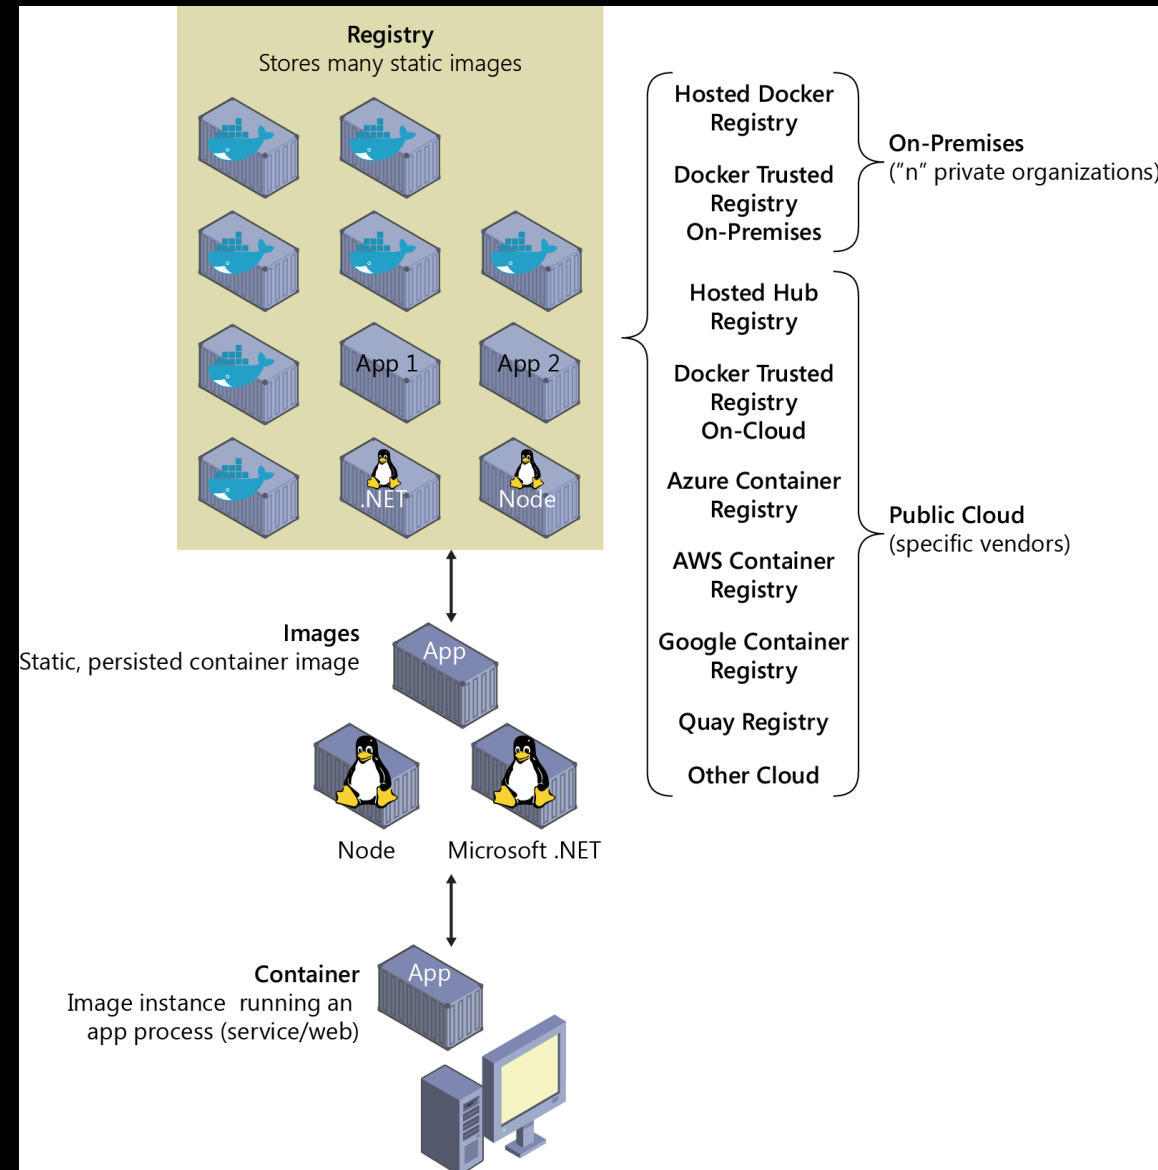 Registry
Stores many static images
App 1
App 2
.NET
Node
Images
Static, persisted container image
App
Node
Microsoft .NET
Container
Image instance running an
app process (service/web)
App
Hosted Docker
Registry
Docker Trusted
Registry
On-Premises
On-Premises
("n" private organizations)
Hosted Hub
Registry
Docker Trusted
Registry
On-Cloud
Azure Container
Registry
AWS Container
Registry
Google Container
Registry
Quay Registry
Other Cloud
Public Cloud
(specific vendors)